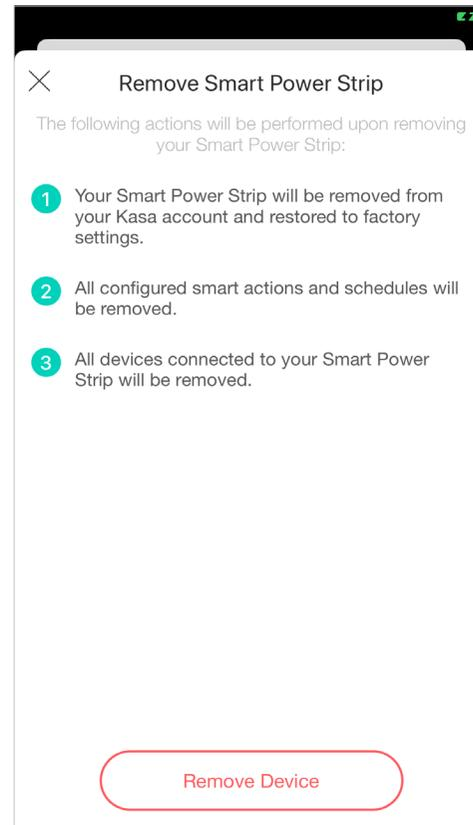 Remove Smart Power Strip
The following actions will be performed upon removing
your Smart Power Strip:
1 Your Smart Power Strip will be removed from
your Kasa account and restored to factory
settings.
2 All configured smart actions and schedules will
be removed.
3 All devices connected to your Smart Power
Strip will be removed.
Remove Device